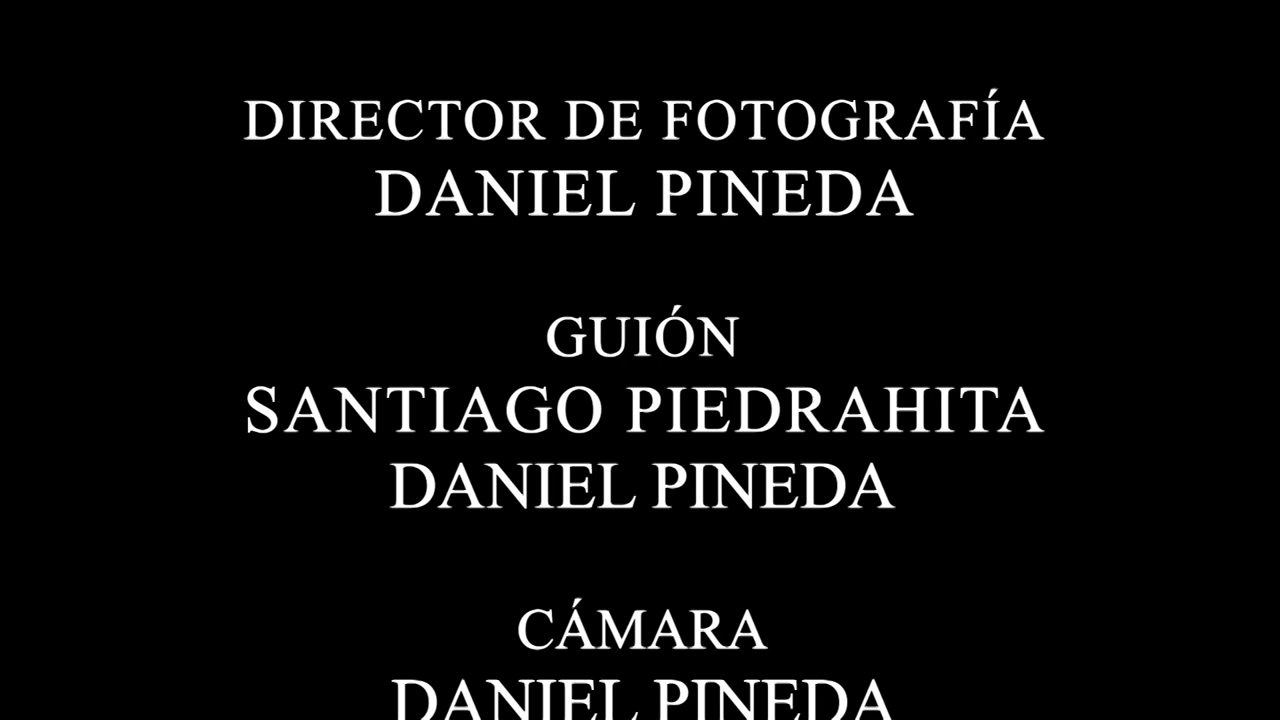 DIRECTOR DE FOTOGRAFÍA
DANIEL PINEDA
GUIÓN
SANTIAGO PIEDRAHITA
DANIEL PINEDA
CÁMARA
DANIEL PINEDA